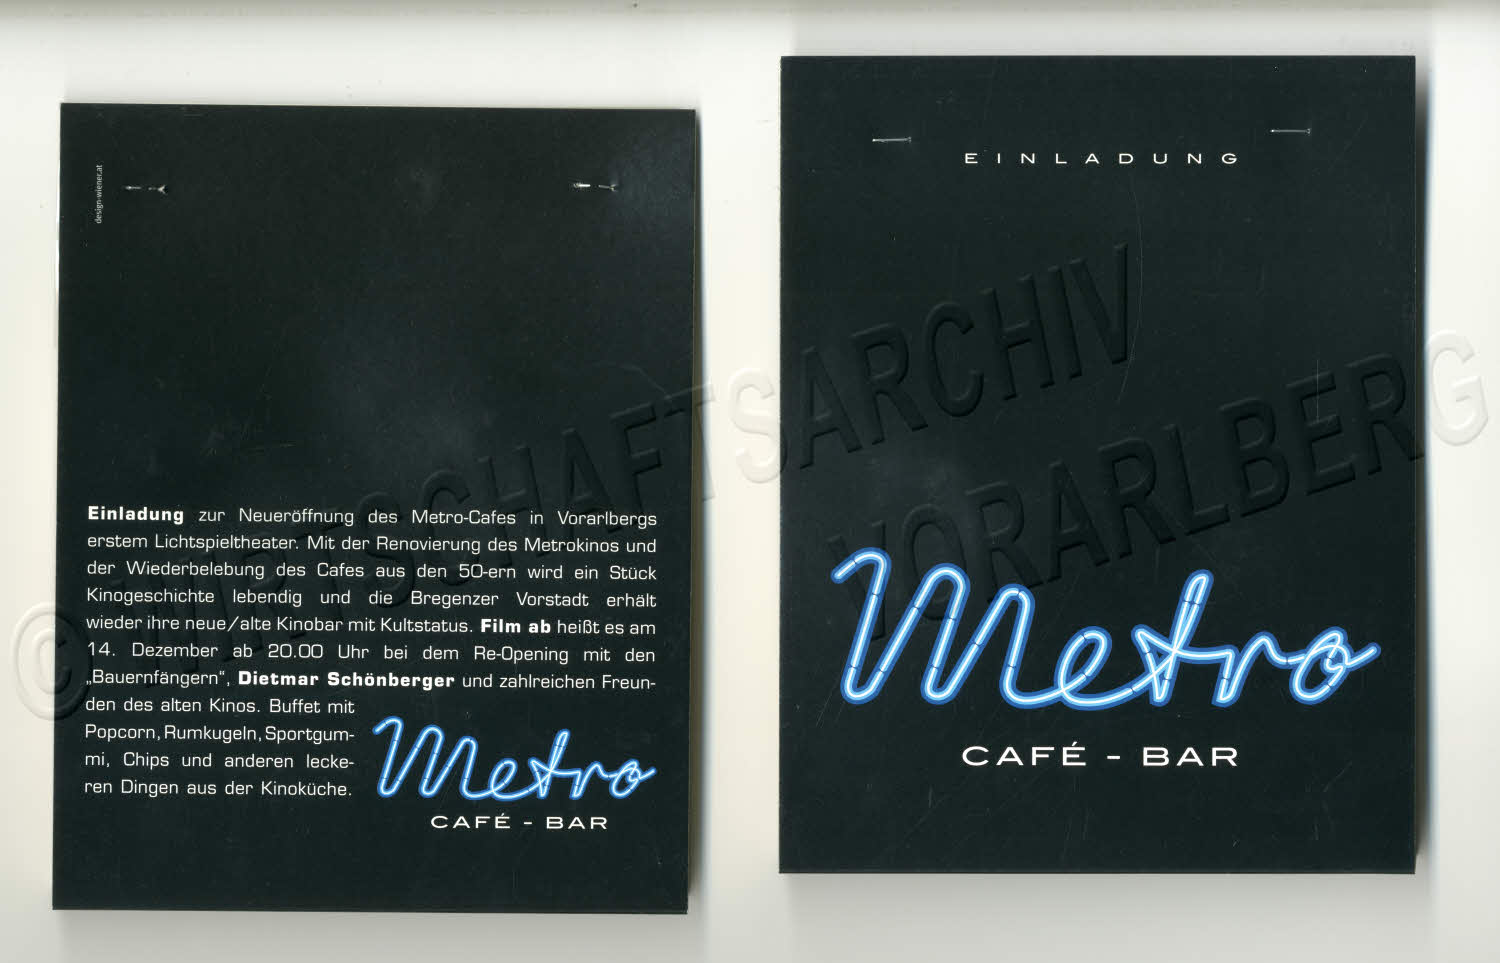 design-wiener.at
Einladung zur Neueröffnung des Metro-Cafes in Vorarlbergs
erstem Lichtspieltheater. Mit der Renovierung des Metrokinos und
der Wiederbelebung des Cafes aus den 50-ern wird ein Stück
Kinogeschichte lebendig und die Bregenzer Vorstadt erhält
wieder ihre neue/alte Kinobar mit Kultstatus. Film ab heißt es am
14. Dezember ab 20.00 Uhr bei dem Re-Opening mit den
„Bauernfängern“, Dietmar Schönberger und zahlreichen Freun-
den des alten Kinos. Buffet mit
Popcorn, Rumkugeln, Sportgum-
mi, Chips und anderen lecke-
ren Dingen aus der Kinoküche.
Metro
CAFÉ - BAR
EINLADUNG
Metro
CAFÉ - BAR
© WIRTSCHAFTSARCHIV
VORARLBERG